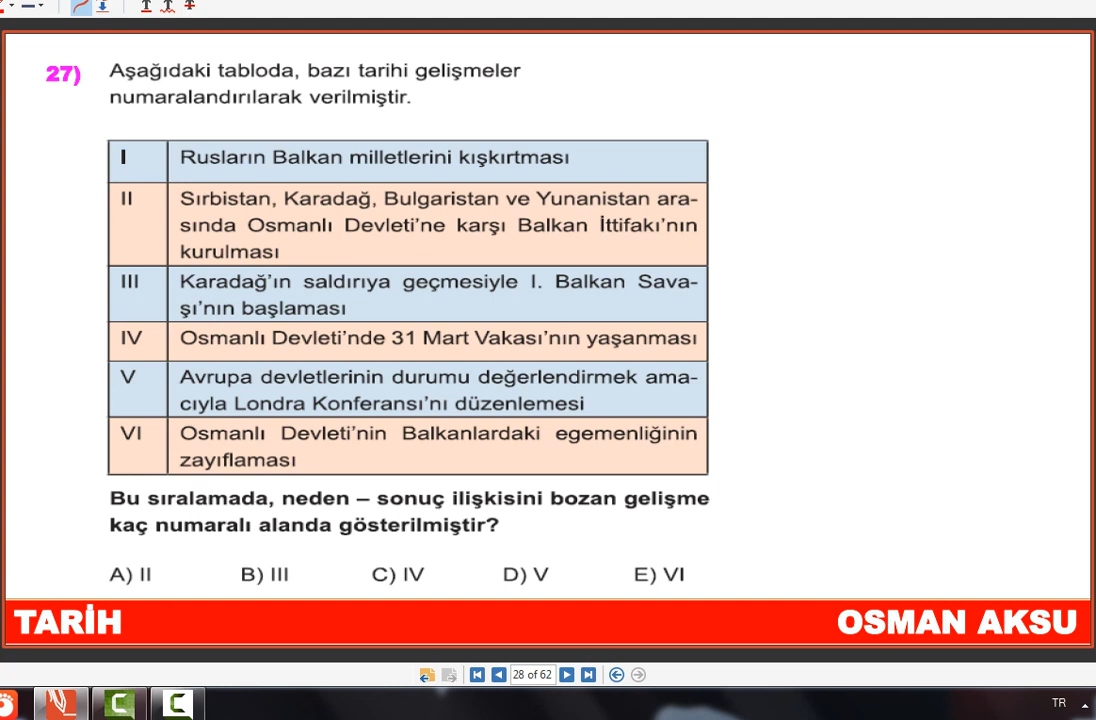 27)
Aşağıdaki tabloda, bazı tarihi gelişmeler
numaralandırılarak verilmiştir.
I Rusların Balkan milletlerini kışkırtması
II Sırbistan, Karadağ, Bulgaristan ve Yunanistan ara-
sında Osmanlı Devleti’ne karşı Balkan İttifakı’nın
kurulması
III Karadağ’ın saldırıya geçmesiyle I. Balkan Sava-
şı’nın başlaması
IV Osmanlı Devleti’nde 31 Mart Vakası’nın yaşanması
V Avrupa devletlerinin durumu değerlendirmek ama-
cıyla Londra Konferansı’nı düzenlemesi
VI Osmanlı Devleti’nin Balkanlardaki egemenliğinin
zayıflaması
Bu sıralamada, neden – sonuç ilişkisini bozan gelişme
kaç numaralı alanda gösterilmiştir?
A) II B) III C) IV D) V E) VI
TARİH OSMAN AKSU
28 of 62
TR